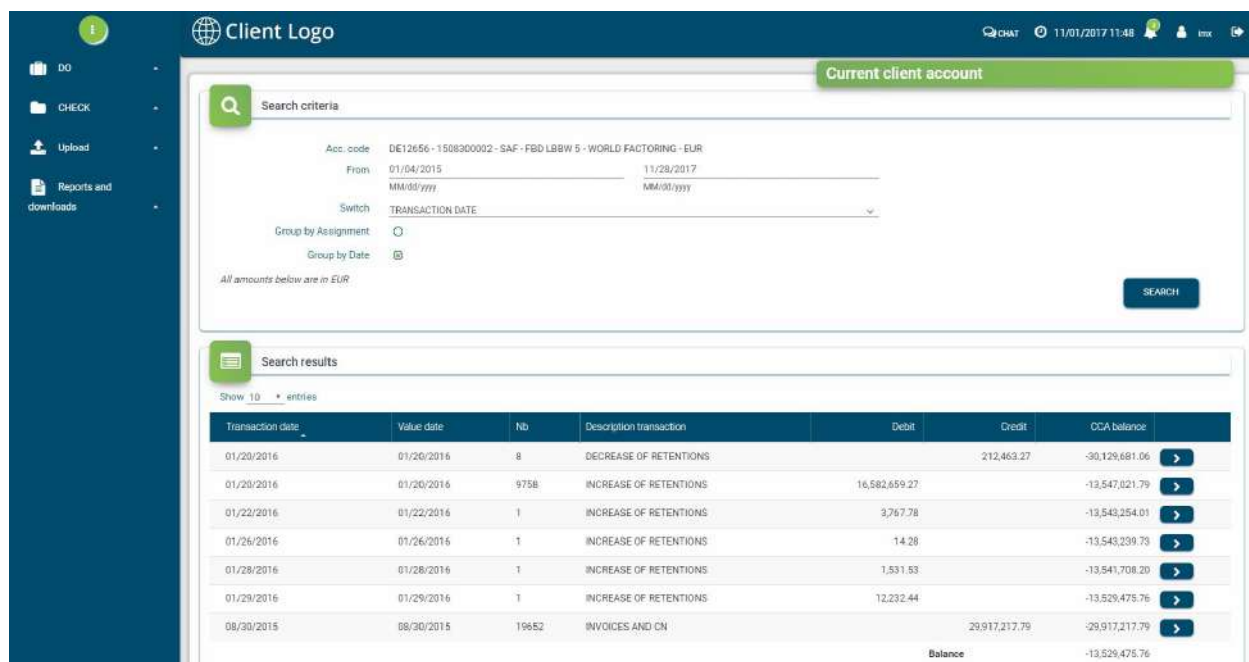 Client Logo
CHAT 11/01/2017 11:48 imx
DO
CHECK
Upload
Reports and
downloads
Current client account
Search criteria
Acc. code DE12656 - 1508300002 - SAF - FBD LBBW 5 - WORLD FACTORING - EUR
From 01/04/2015 11/28/2017
MM/dd/yyyy MM/dd/yyyy
Switch TRANSACTION DATE
Group by Assignment
Group by Date
All amounts below are in EUR
SEARCH
Search results
Show 10 entries
Transaction date Value date Nb Description transaction Debit Credit CCA balance
01/20/2016 01/20/2016 8 DECREASE OF RETENTIONS 212,463.27 -30,129,681.06
01/20/2016 01/20/2016 9758 INCREASE OF RETENTIONS 16,582,659.27 -13,547,021.79
01/22/2016 01/22/2016 1 INCREASE OF RETENTIONS 3,767.78 -13,543,254.01
01/26/2016 01/26/2016 1 INCREASE OF RETENTIONS 14.28 -13,543,239.73
01/28/2016 01/28/2016 1 INCREASE OF RETENTIONS 1,531.53 -13,541,708.20
01/29/2016 01/29/2016 1 INCREASE OF RETENTIONS 12,232.44 -13,529,475.76
08/30/2015 08/30/2015 19652 INVOICES AND CN 29,917,217.79 -29,917,217.79
Balance -13,529,475.76